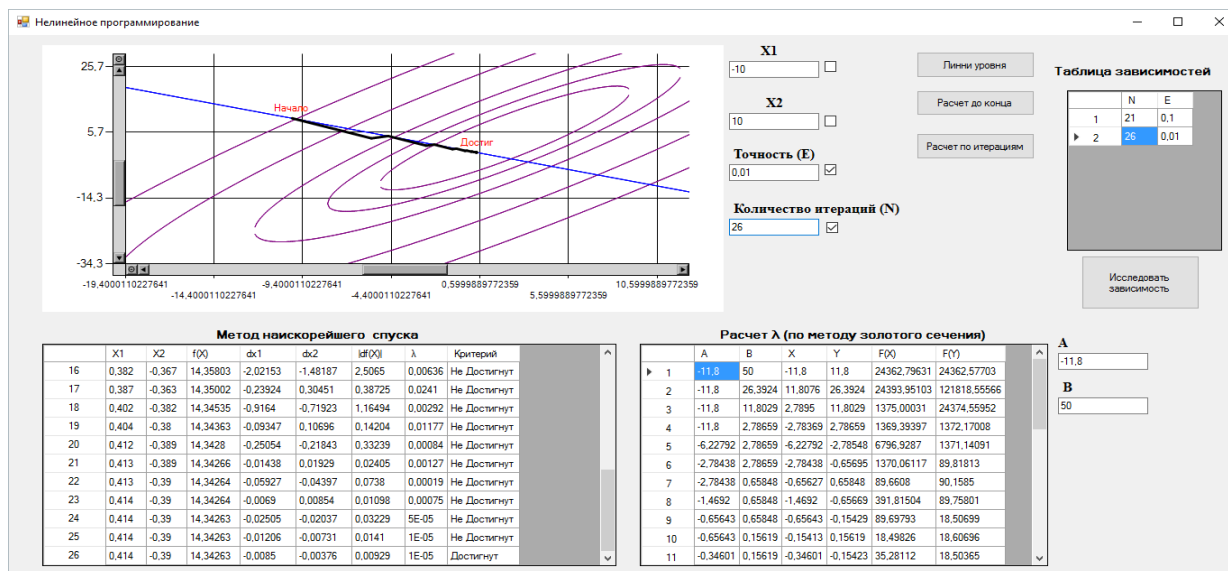 Нелинейное программирование
25,7
5,7
-14,3
-34,3
Начало
Достиг
-19,4000110227641
-14,4000110227641
-9,4000110227641
-4,4000110227641
0,5999889772359
5,5999889772359
10,5999889772359
X1
-10
X2
10
Точность (E)
0,01
Количество итераций (N)
26
Линни уровня
Расчет до конца
Расчет по итерациям
Таблица зависимостей
N E
1 21 0,1
2 26 0,01
Исследовать
зависимость
Метод наискорейшего спуска
X1 X2 f(X) dx1 dx2 |df(X)| λ Критерий
16 0,382 -0,367 14,35803 -2,02153 -1,48187 2,5065 0,00636 Не Достигнут
17 0,387 -0,363 14,35002 -0,23924 0,30451 0,38725 0,0241 Не Достигнут
18 0,402 -0,382 14,34535 -0,9164 -0,71923 1,16494 0,00292 Не Достигнут
19 0,404 -0,38 14,34363 -0,09347 0,10696 0,14204 0,01177 Не Достигнут
20 0,412 -0,389 14,3428 -0,25054 -0,21843 0,33239 0,00084 Не Достигнут
21 0,413 -0,389 14,34266 -0,01438 0,01929 0,02405 0,00127 Не Достигнут
22 0,413 -0,39 14,34264 -0,05927 -0,04397 0,0738 0,00019 Не Достигнут
23 0,414 -0,39 14,34264 -0,0069 0,00854 0,01098 0,00075 Не Достигнут
24 0,414 -0,39 14,34263 -0,02505 -0,02037 0,03229 5E-05 Не Достигнут
25 0,414 -0,39 14,34263 -0,01206 -0,00731 0,0141 1E-05 Не Достигнут
26 0,414 -0,39 14,34263 -0,0085 -0,00376 0,00929 1E-05 Достигнут
Расчет λ (по методу золотого сечения)
A B X Y F(X) F(Y)
1 -11,8 50 -11,8 11,8 24362,79631 24362,57703
2 -11,8 26,3924 11,8076 26,3924 24393,95103 121818,55566
3 -11,8 11,8029 2,7895 11,8029 1375,00031 24374,55952
4 -11,8 2,78659 -2,78369 2,78659 1369,39397 1372,17008
5 -6,22792 2,78659 -6,22792 -2,78548 6796,9287 1371,14091
6 -2,78438 2,78659 -2,78438 -0,65695 1370,06117 89,81813
7 -2,78438 0,65848 -0,65627 0,65848 89,6608 90,1585
8 -1,4692 0,65848 -1,4692 -0,65669 391,81504 89,75801
9 -0,65643 0,65848 -0,65643 -0,15429 89,69793 18,50699
10 -0,65643 0,15619 -0,15413 0,15619 18,49826 18,60696
11 -0,34601 0,15619 -0,34601 -0,15423 35,28112 18,50365
A
-11,8
B
50